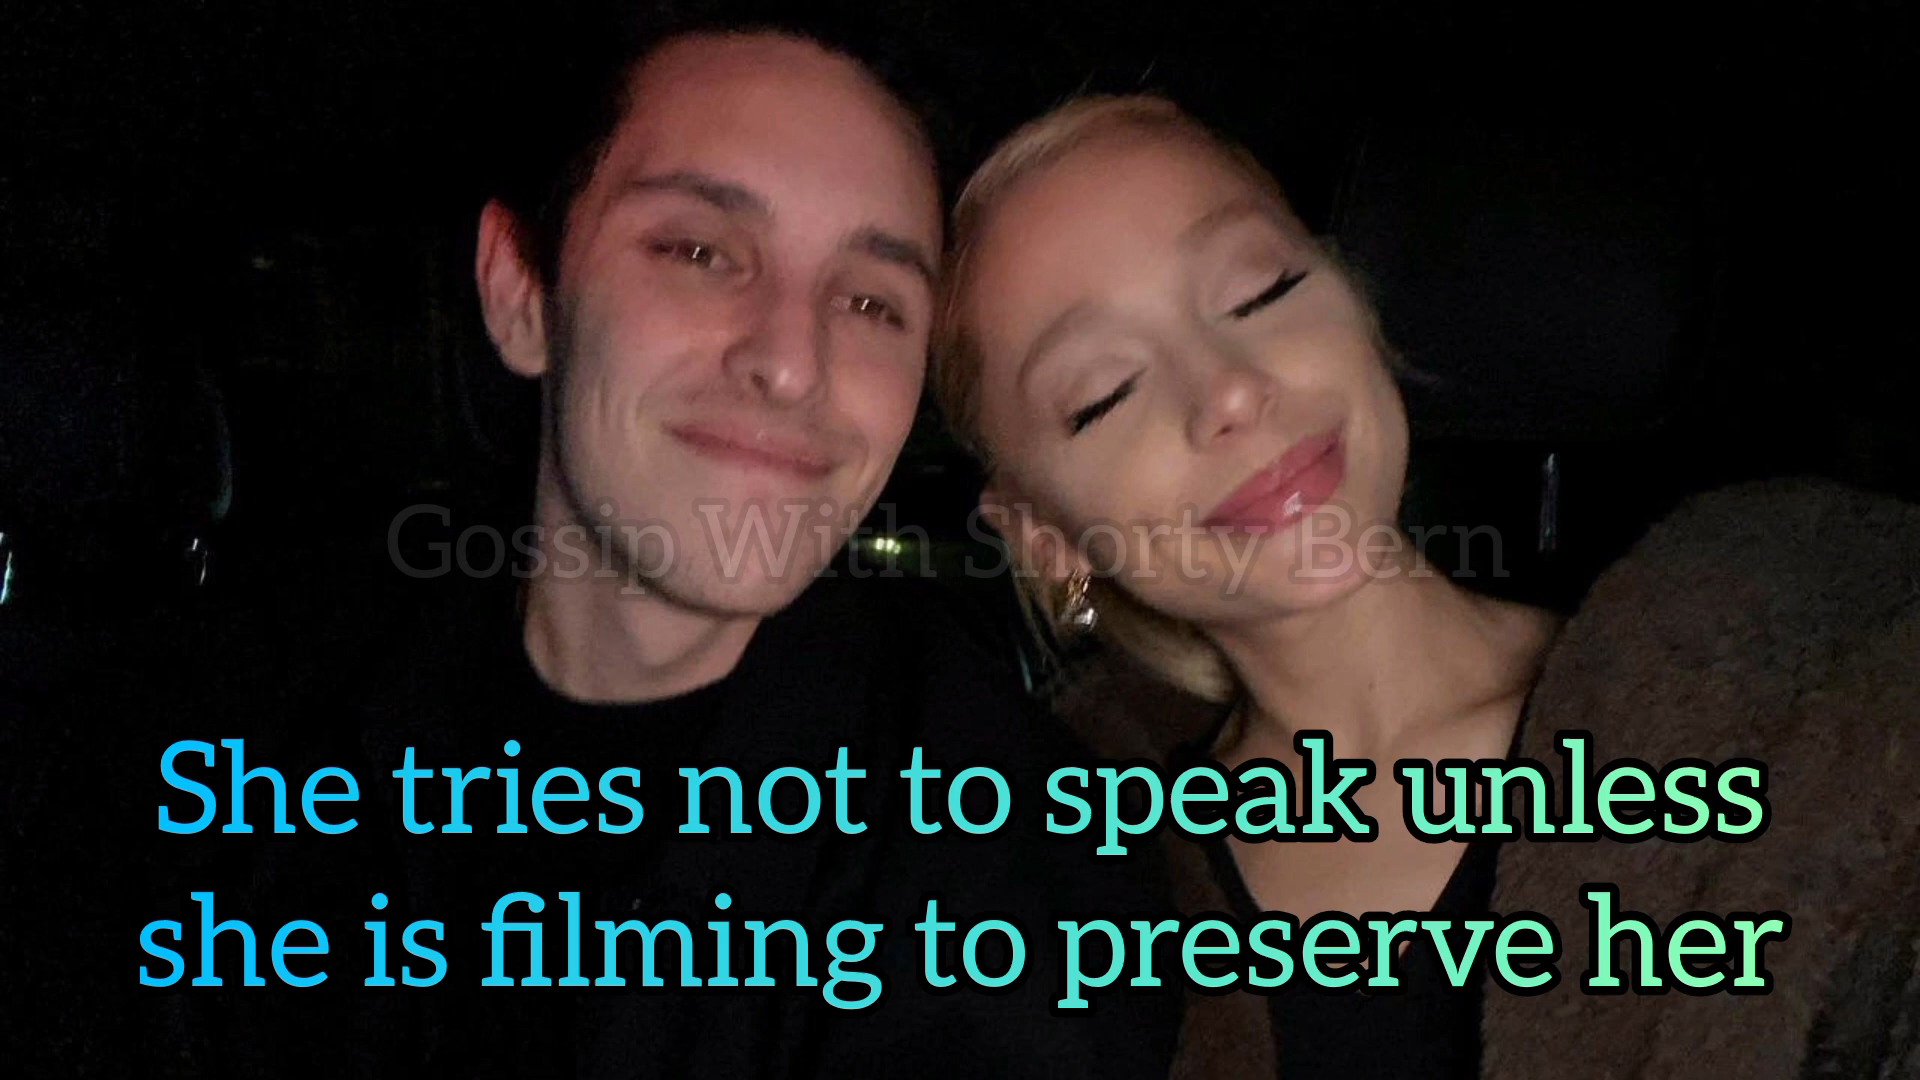 Gossip With Shorty Bern
She tries not to speak unless
she is filming to preserve her